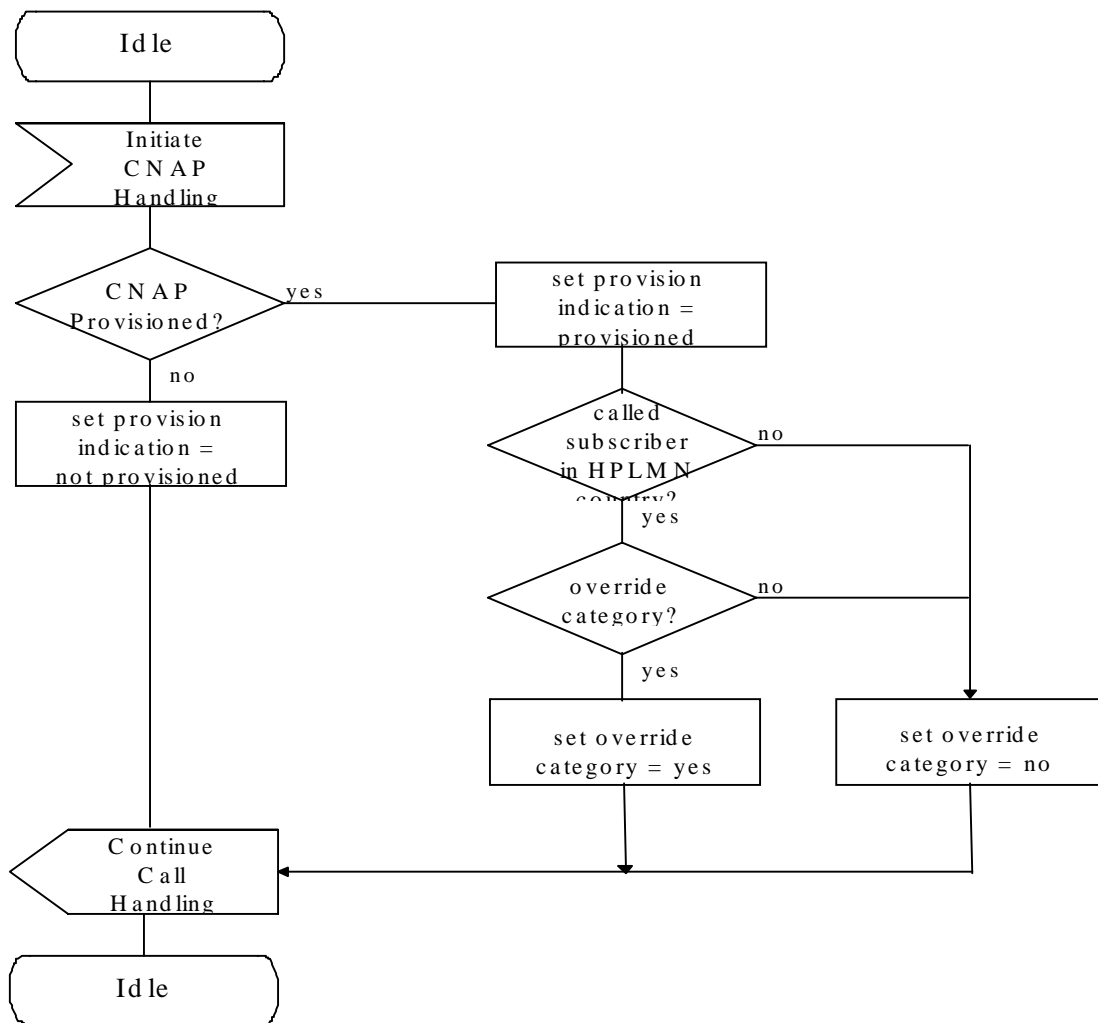 Idle
Initiate
CNAP
Handling
CNAP
Provisioned?
yes
set provision
indication =
provisioned
no
set provision
indication =
not provisioned
called
subscriber
in HPLMN
country?
no
yes
override
category?
no
yes
set override
category = yes
set override
category = no
Continue
Call
Handling
Idle